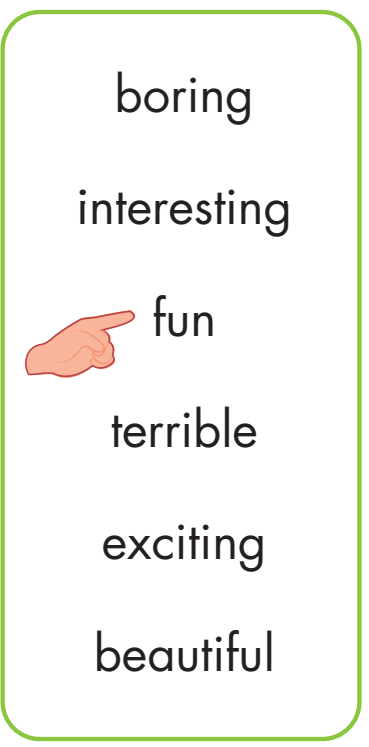 boring
interesting
fun
terrible
exciting
beautiful